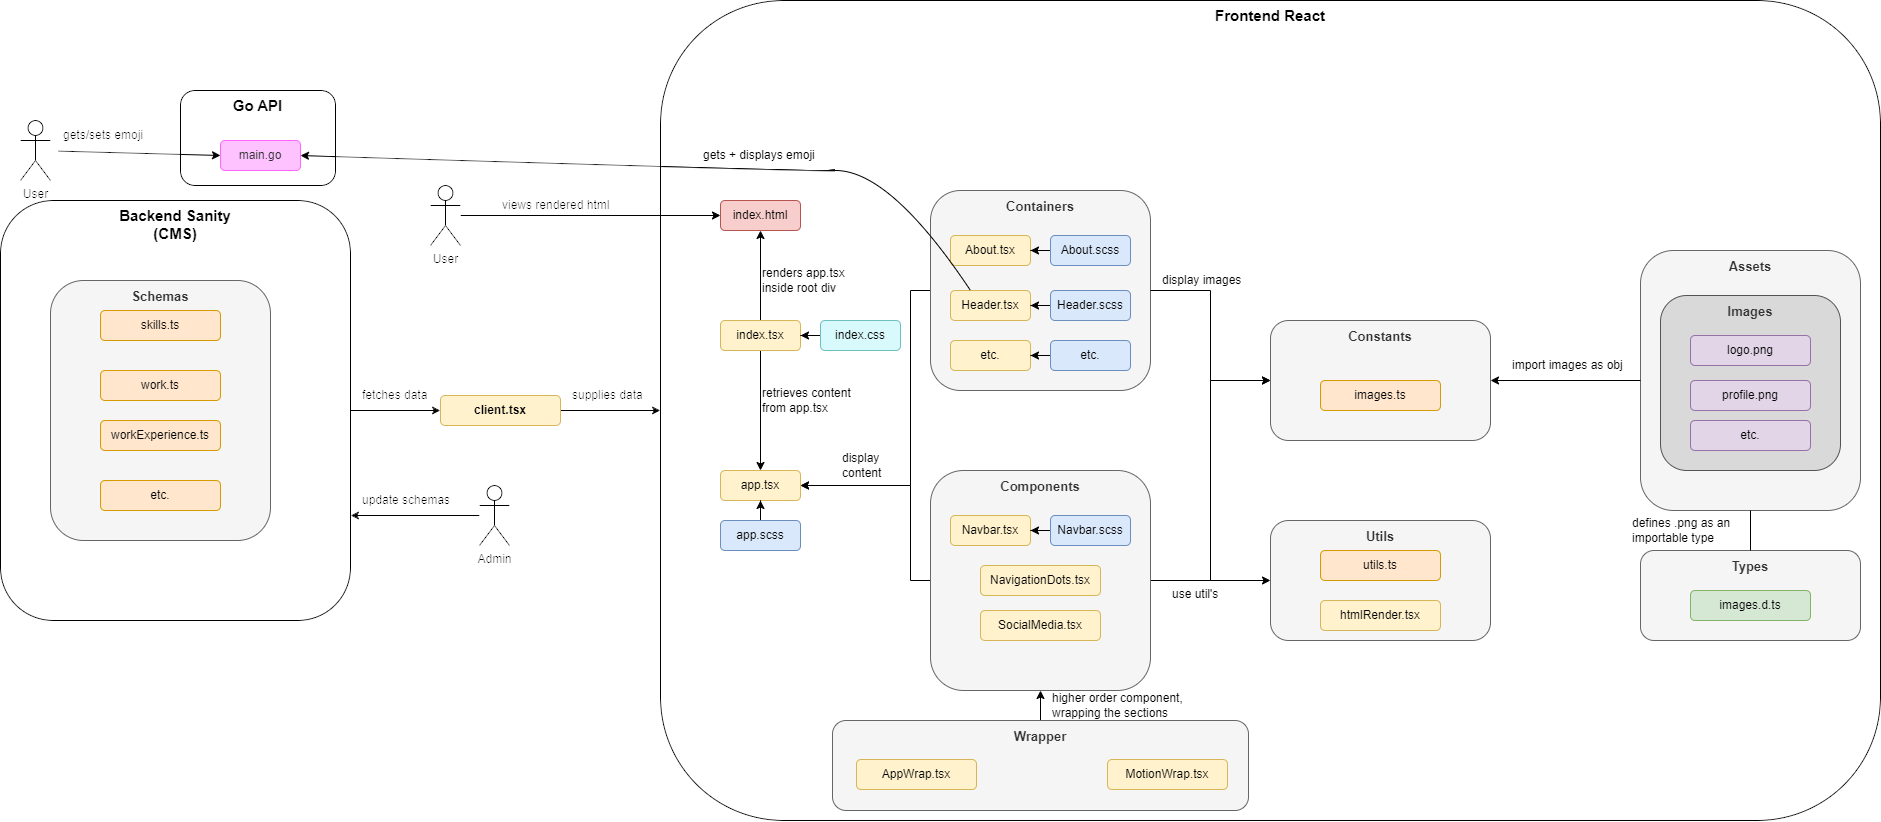 Frontend React
Go API
main.go
gets/sets emoji
User
gets + displays emoji
Backend Sanity
(CMS)
Schemas
skills.ts
work.ts
workExperience.ts
etc.
fetches data
client.tsx
supplies data
update schemas
Admin
User
views rendered html
index.html
renders app.tsx
inside root div
index.tsx
index.css
retrieves content
from app.tsx
app.tsx
app.scss
display
content
Containers
About.tsx
About.scss
Header.tsx
Header.scss
etc.
etc.
Components
Navbar.tsx
Navbar.scss
NavigationDots.tsx
SocialMedia.tsx
higher order component,
wrapping the sections
Wrapper
AppWrap.tsx
MotionWrap.tsx
display images
use util's
Constants
images.ts
Utils
utils.ts
htmlRender.tsx
import images as obj
Assets
Images
logo.png
profile.png
etc.
defines .png as an
importable type
Types
images.d.ts